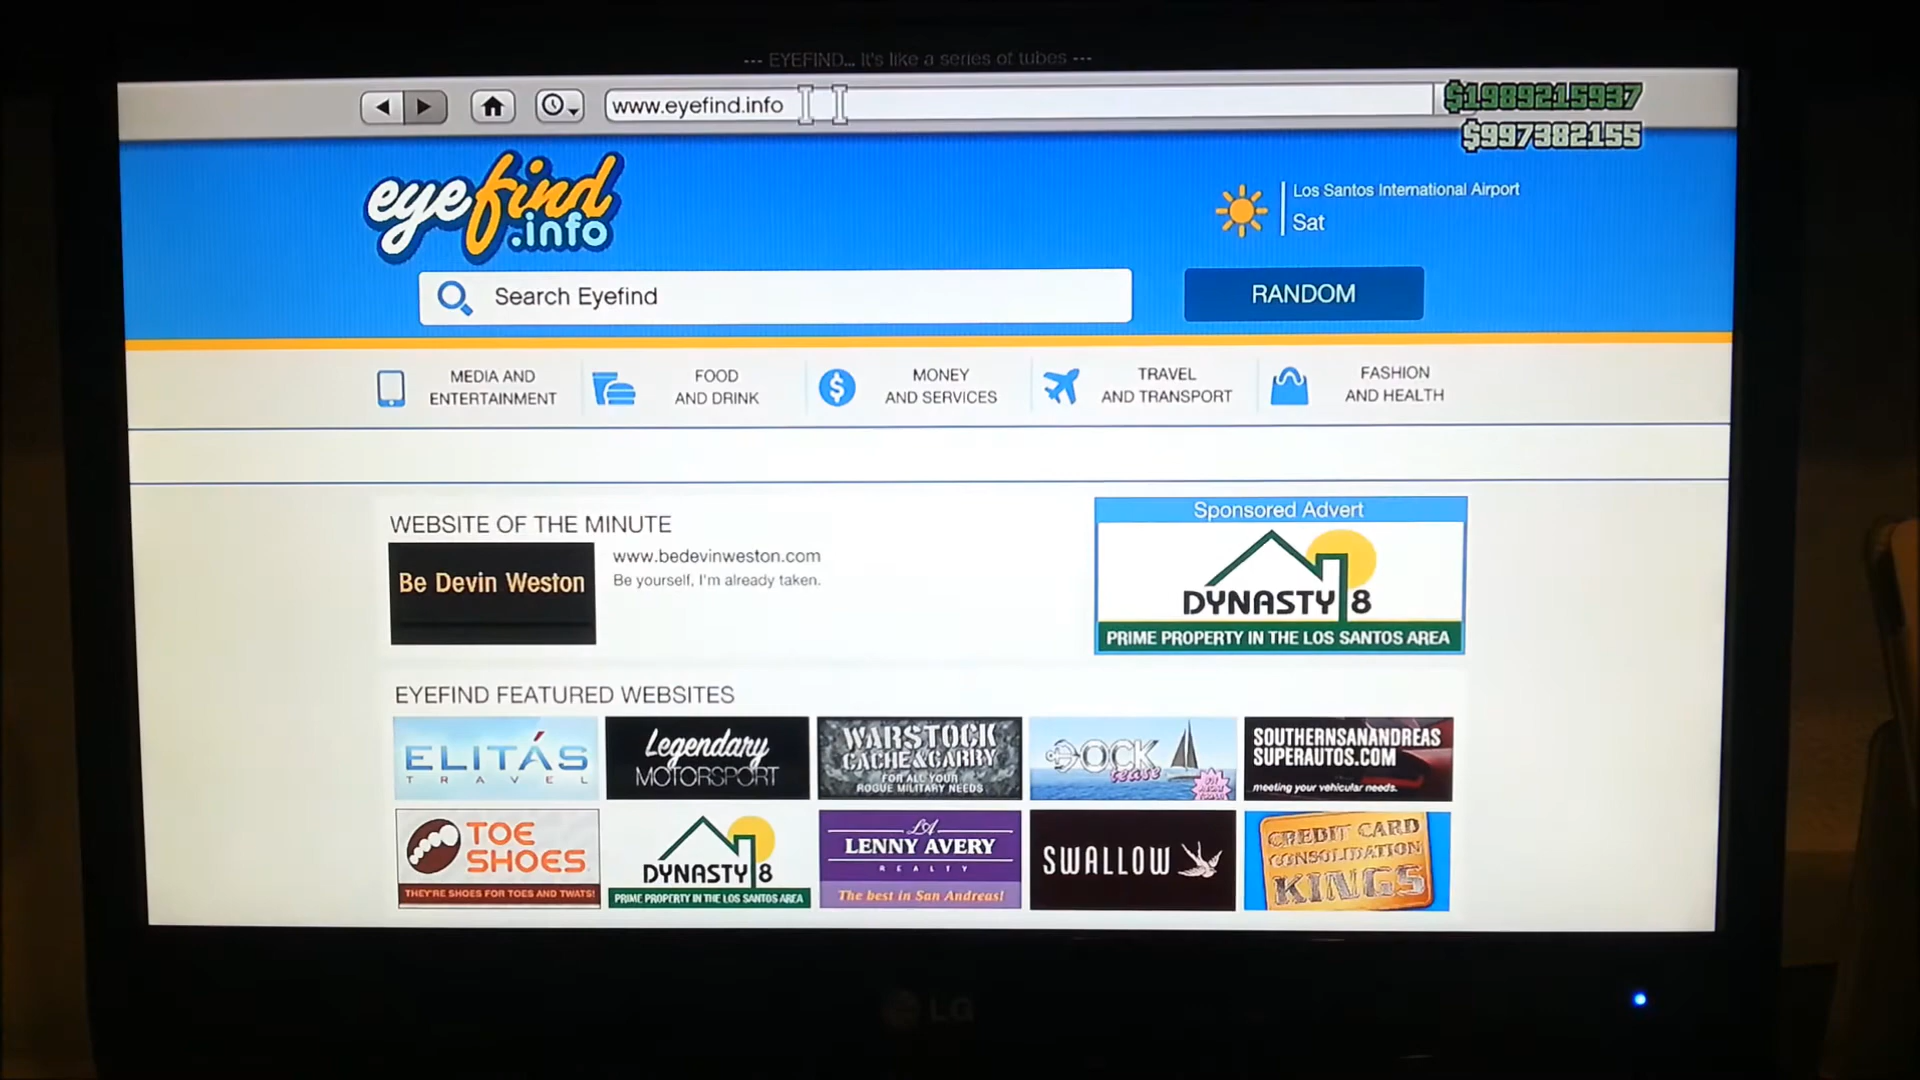 --- EYEFIND... It's like a series of tubes ---
www.eyefind.info
$1989215937
$997382155
eyefind
.info
Los Santos International Airport
Sat
Search Eyefind
RANDOM
MEDIA AND
ENTERTAINMENT
FOOD
AND DRINK
MONEY
AND SERVICES
TRAVEL
AND TRANSPORT
FASHION
AND HEALTH
WEBSITE OF THE MINUTE
Be Devin Weston
www.bedevinweston.com
Be yourself, I'm already taken.
Sponsored Advert
DYNASTY 8
PRIME PROPERTY IN THE LOS SANTOS AREA
EYEFIND FEATURED WEBSITES
ELITÁS
TRAVEL
Legendary
MOTORSPORT
WARSTOCK
CACHE & CARRY
FOR ALL YOUR
ROGUE MILITARY NEEDS
DOCK
tease
SOUTHERNSANANDREAS
SUPERAUTOS.COM
meeting your vehicular needs.
TOE
SHOES
THEY'RE SHOES FOR TOES AND TWATS!
DYNASTY 8
PRIME PROPERTY IN THE LOS SANTOS AREA
LA
LENNY AVERY
REALTY
The best in San Andreas!
SWALLOW
CREDIT CARD
CONSOLIDATION
KINGS
LG